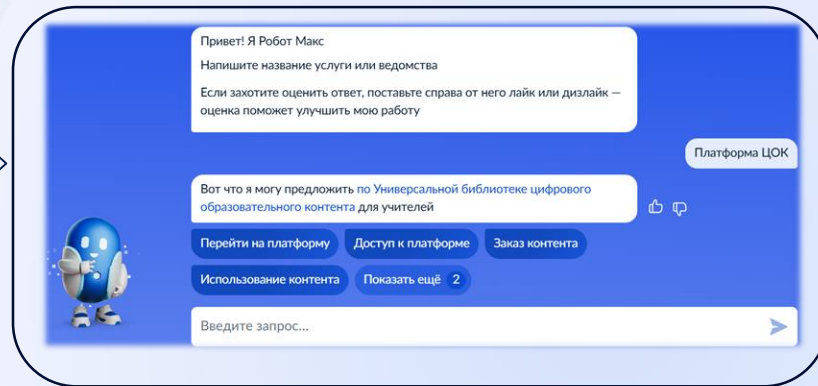 Привет! Я Робот Макс
Напишите название услуги или ведомства
Если захотите оценить ответ, поставьте справа от него лайк или дизлайк —
оценка поможет улучшить мою работу
Платформа ЦОК
Вот что я могу предложить по Универсальной библиотеке цифрового
образовательного контента для учителей
Перейти на платформу Доступ к платформе Заказ контента
Использование контента Показать ещё 2
Введите запрос...